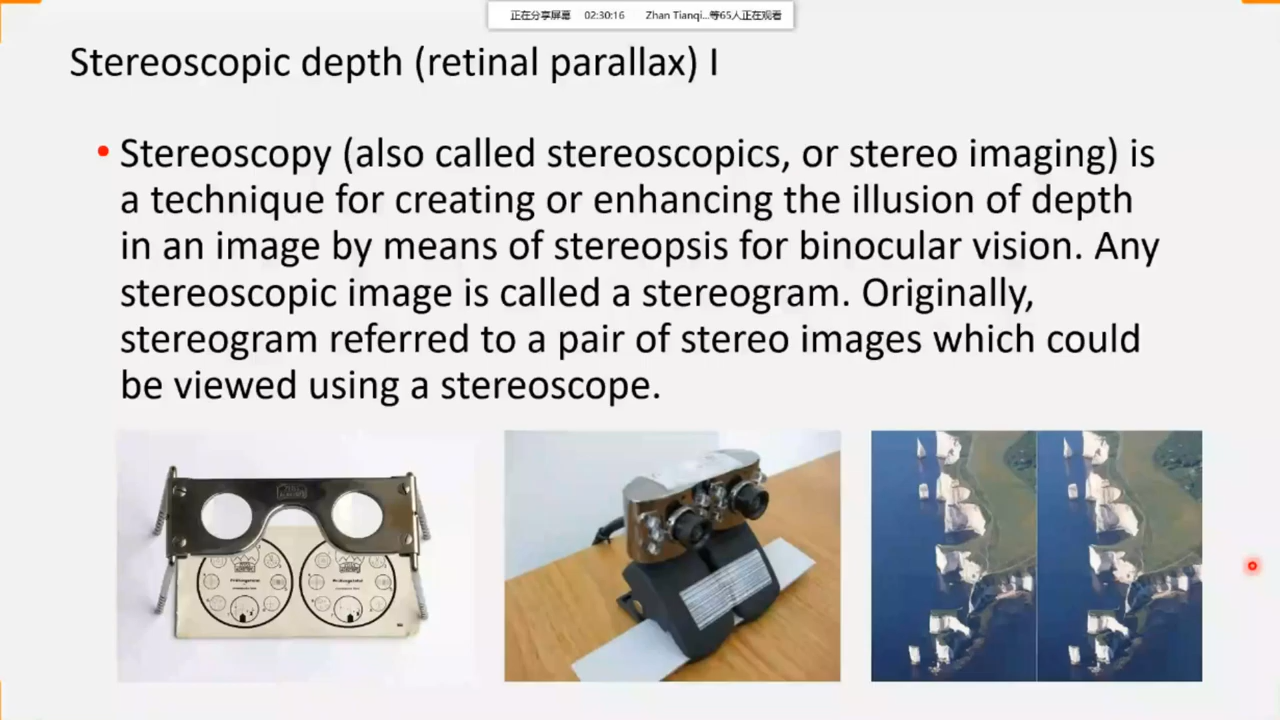 正在分享屏幕 02:30:16 Zhan Tianqi...等65人正在观看
Stereoscopic depth (retinal parallax) I
• Stereoscopy (also called stereoscopics, or stereo imaging) is
a technique for creating or enhancing the illusion of depth
in an image by means of stereopsis for binocular vision. Any
stereoscopic image is called a stereogram. Originally,
stereogram referred to a pair of stereo images which could
be viewed using a stereoscope.